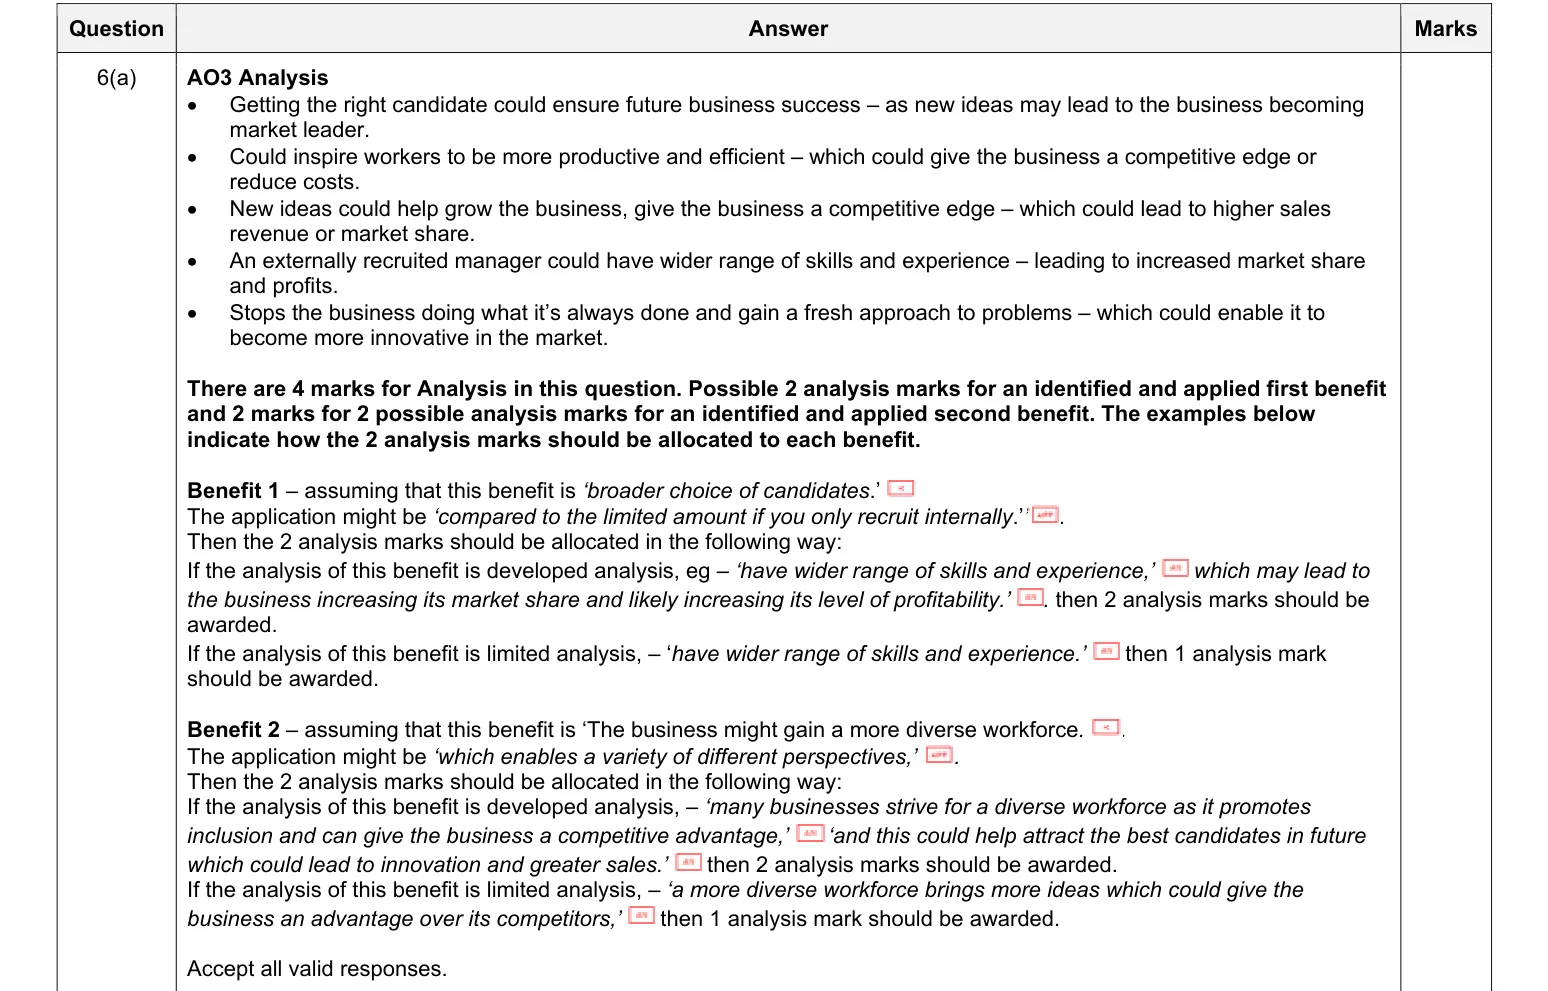 Question Answer Marks
6(a) AO3 Analysis
• Getting the right candidate could ensure future business success – as new ideas may lead to the business becoming
market leader.
• Could inspire workers to be more productive and efficient – which could give the business a competitive edge or
reduce costs.
• New ideas could help grow the business, give the business a competitive edge – which could lead to higher sales
revenue or market share.
• An externally recruited manager could have wider range of skills and experience – leading to increased market share
and profits.
• Stops the business doing what it’s always done and gain a fresh approach to problems – which could enable it to
become more innovative in the market.
There are 4 marks for Analysis in this question. Possible 2 analysis marks for an identified and applied first benefit
and 2 marks for 2 possible analysis marks for an identified and applied second benefit. The examples below
indicate how the 2 analysis marks should be allocated to each benefit.
Benefit 1 – assuming that this benefit is ‘broader choice of candidates.’
The application might be ‘compared to the limited amount if you only recruit internally.’’ .
Then the 2 analysis marks should be allocated in the following way:
If the analysis of this benefit is developed analysis, eg – ‘have wider range of skills and experience,’ which may lead to
the business increasing its market share and likely increasing its level of profitability.’ . then 2 analysis marks should be
awarded.
If the analysis of this benefit is limited analysis, – ‘have wider range of skills and experience.’ then 1 analysis mark
should be awarded.
Benefit 2 – assuming that this benefit is ‘The business might gain a more diverse workforce. .
The application might be ‘which enables a variety of different perspectives,’ .
Then the 2 analysis marks should be allocated in the following way:
If the analysis of this benefit is developed analysis, – ‘many businesses strive for a diverse workforce as it promotes
inclusion and can give the business a competitive advantage,’ ‘and this could help attract the best candidates in future
which could lead to innovation and greater sales.’ then 2 analysis marks should be awarded.
If the analysis of this benefit is limited analysis, – ‘a more diverse workforce brings more ideas which could give the
business an advantage over its competitors,’ then 1 analysis mark should be awarded.
Accept all valid responses.